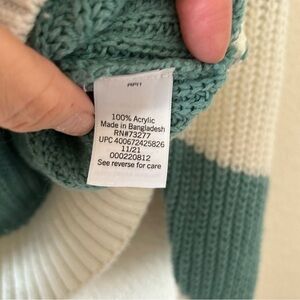 100% Acrylic
Made in Bangladesh
RN#73277
UPC 400672425826
11/21
000220812
See reverse for care